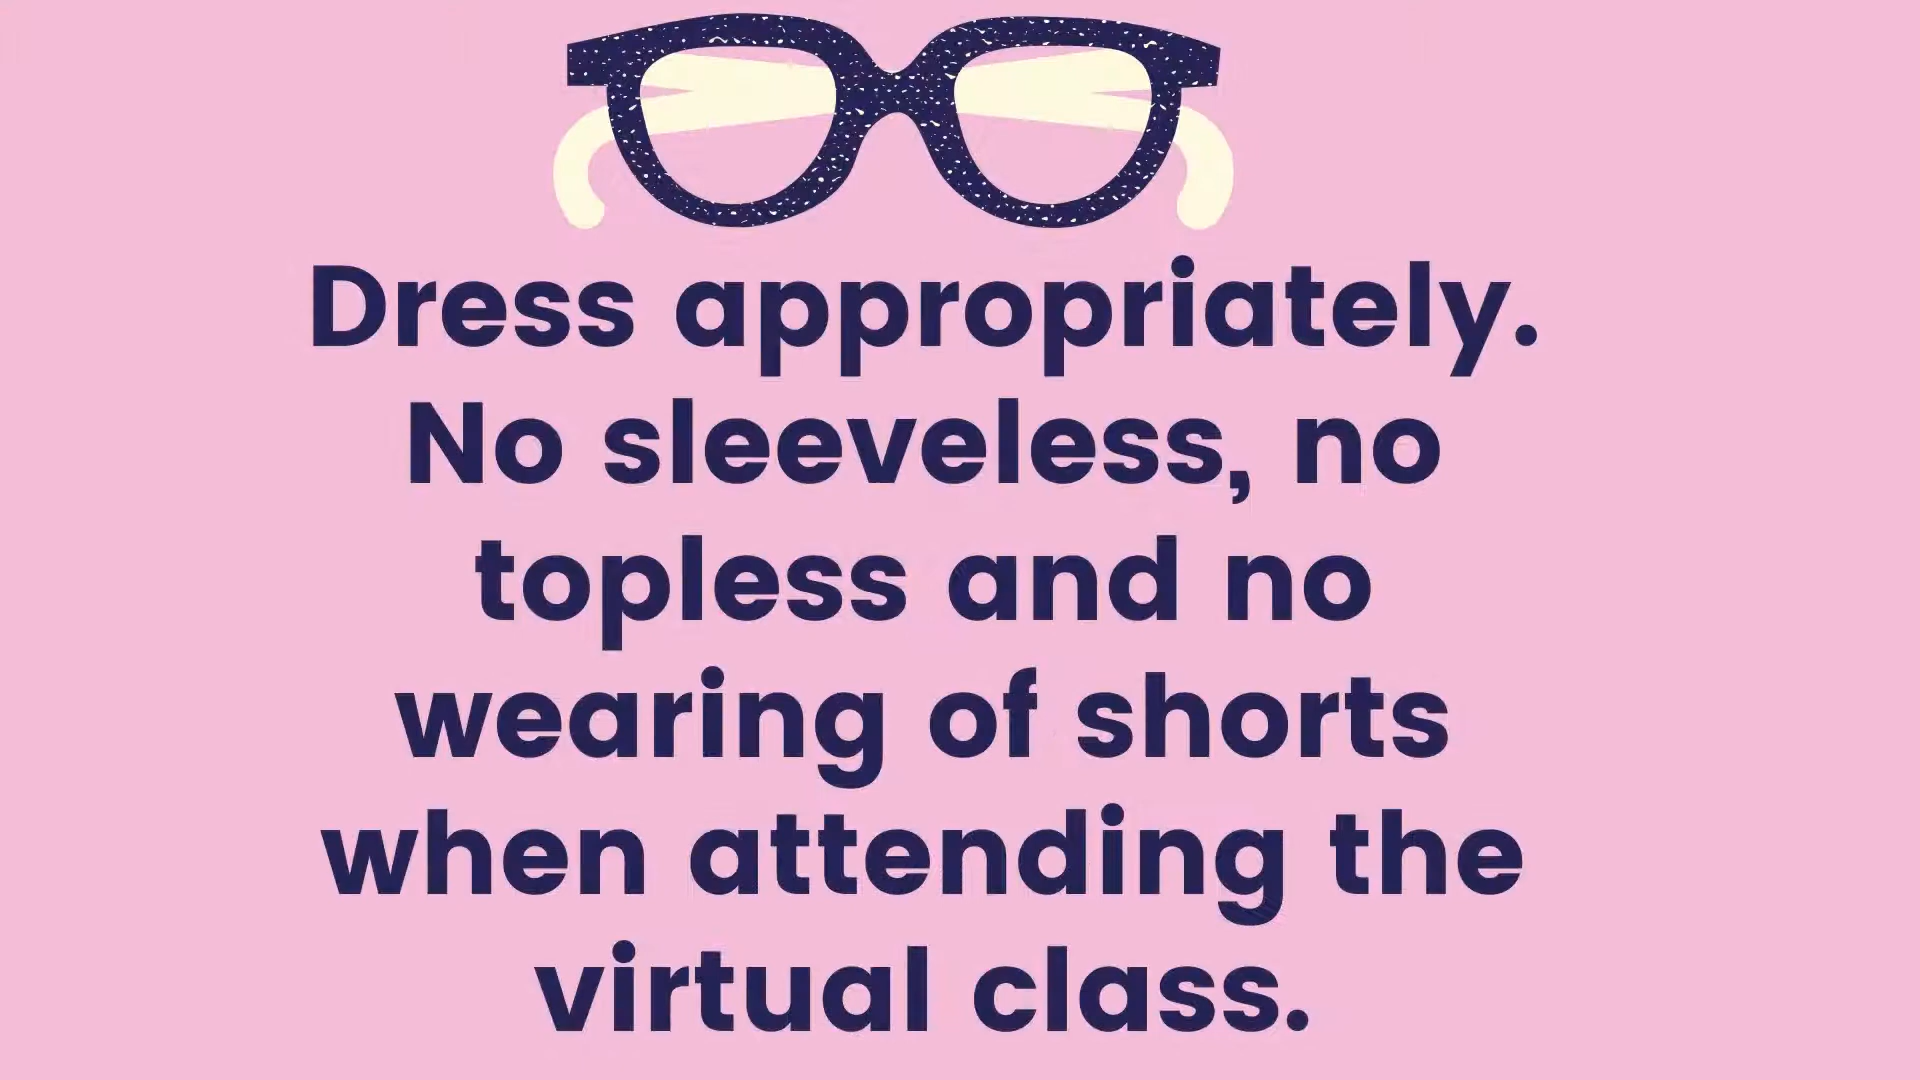 Dress appropriately.
No sleeveless, no
topless and no
wearing of shorts
when attending the
virtual class.